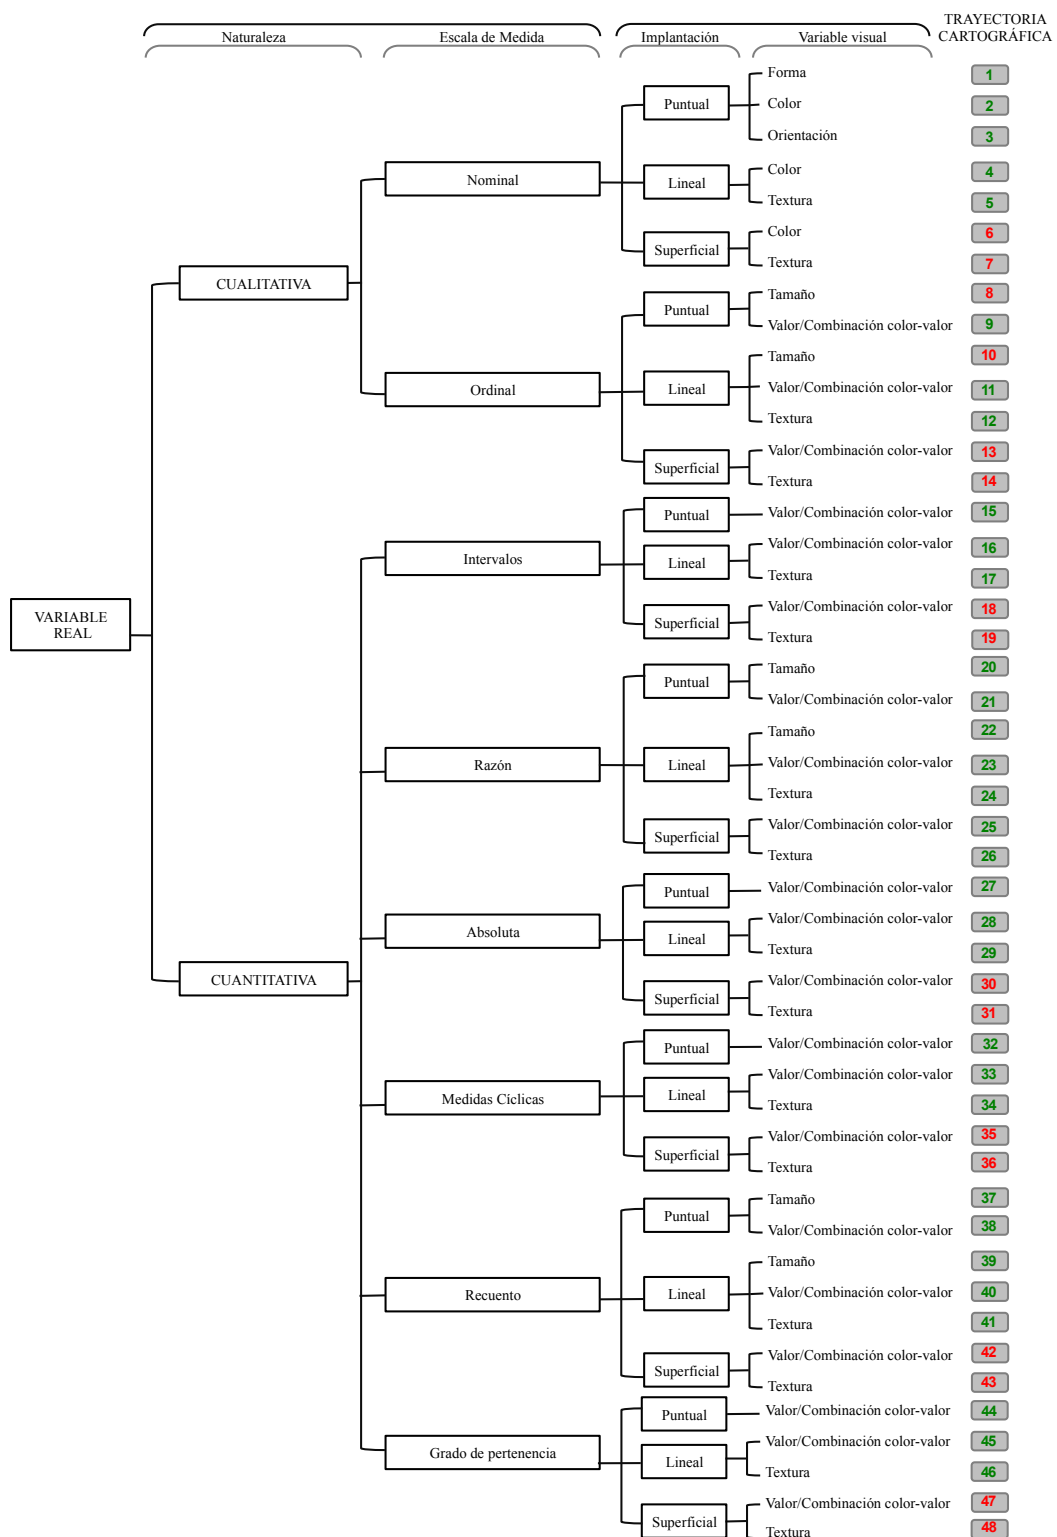 TRAYECTORIA
CARTOGRÁFICA
Naturaleza
Escala de Medida
Implantación
Variable visual
VARIABLE
REAL
CUALITATIVA
Nominal
Puntual
Forma 1
Color 2
Orientación 3
Lineal
Color 4
Textura 5
Superficial
Color 6
Textura 7
Ordinal
Puntual
Tamaño 8
Valor/Combinación color-valor 9
Lineal
Tamaño 10
Valor/Combinación color-valor 11
Textura 12
Superficial
Valor/Combinación color-valor 13
Textura 14
CUANTITATIVA
Intervalos
Puntual
Valor/Combinación color-valor 15
Lineal
Valor/Combinación color-valor 16
Textura 17
Superficial
Valor/Combinación color-valor 18
Textura 19
Razón
Puntual
Tamaño 20
Valor/Combinación color-valor 21
Lineal
Tamaño 22
Valor/Combinación color-valor 23
Textura 24
Superficial
Valor/Combinación color-valor 25
Textura 26
Absoluta
Puntual
Valor/Combinación color-valor 27
Lineal
Valor/Combinación color-valor 28
Textura 29
Superficial
Valor/Combinación color-valor 30
Textura 31
Medidas Cíclicas
Puntual
Valor/Combinación color-valor 32
Lineal
Valor/Combinación color-valor 33
Textura 34
Superficial
Valor/Combinación color-valor 35
Textura 36
Recuento
Puntual
Tamaño 37
Valor/Combinación color-valor 38
Lineal
Tamaño 39
Valor/Combinación color-valor 40
Textura 41
Superficial
Valor/Combinación color-valor 42
Textura 43
Grado de pertenencia
Puntual
Valor/Combinación color-valor 44
Lineal
Valor/Combinación color-valor 45
Textura 46
Superficial
Valor/Combinación color-valor 47
Textura 48